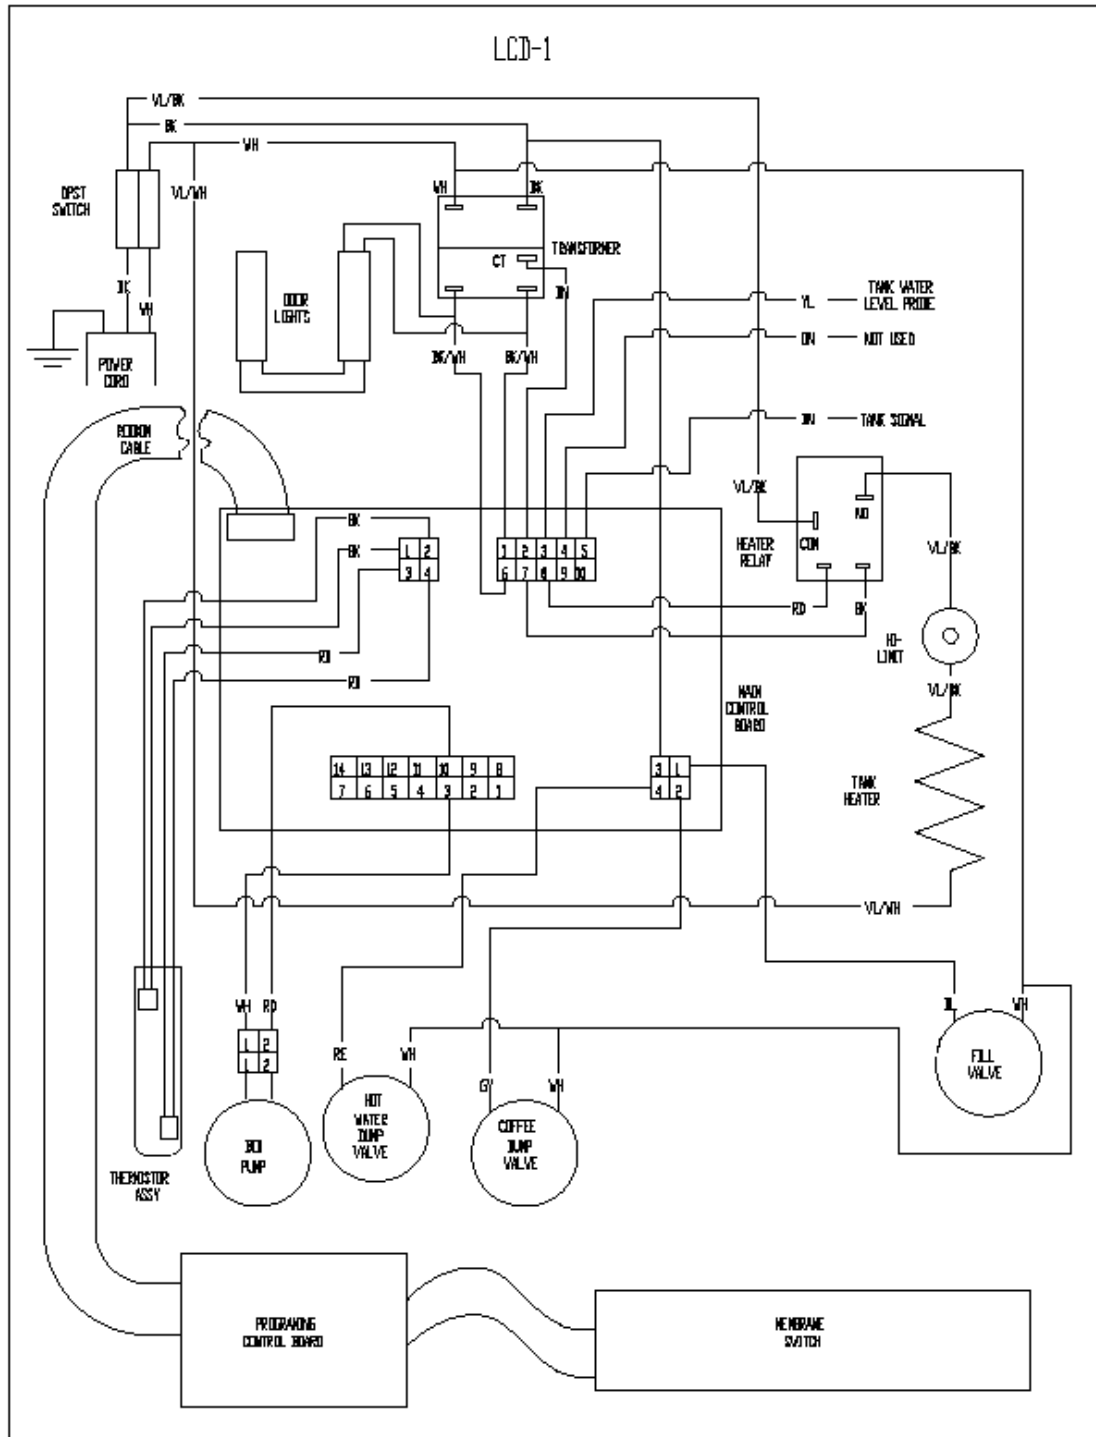 LCD-1
VL/BK
BK
WH
VL/WH
DPST
SWITCH
WH
BK
TRANSFORMER
CT
BN
DOOR
LIGHTS
BK
WH
POWER
CORD
BK/WH
BK/WH
YL
TANK WATER
LEVEL PROBE
NOT USED
TANK SIGNAL
RIBBON
CABLE
VL/BK
NO
COM
HEATER
RELAY
RD
BK
VL/BK
HI-
LIMIT
VL/BK
BK
BK
RD
RD
1 2
3 4
1 2 3 4 5
6 7 8 9 10
MAIN
CONTROL
BOARD
14 13 12 11 10 9 8
7 6 5 4 3 2 1
3 1
4 2
TANK
HEATER
VL/WH
WH RD
1 2
1 2
RE
WH
GY
WH
WH
FILL
VALVE
HOT
WATER
DUMP
VALVE
COFFEE
DUMP
VALVE
PUMP
THERMISTOR
ASSY
PROGRAMING
CONTROL BOARD
MEMBRANE
SWITCH